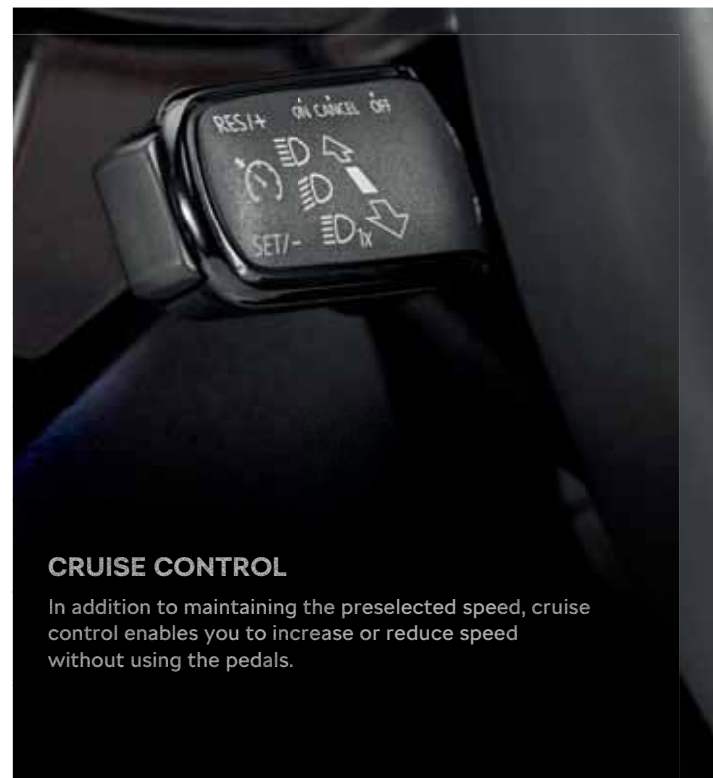 RES/+ ON CANCEL OFF
SET/- 1x
CRUISE CONTROL
In addition to maintaining the preselected speed, cruise
control enables you to increase or reduce speed
without using the pedals.